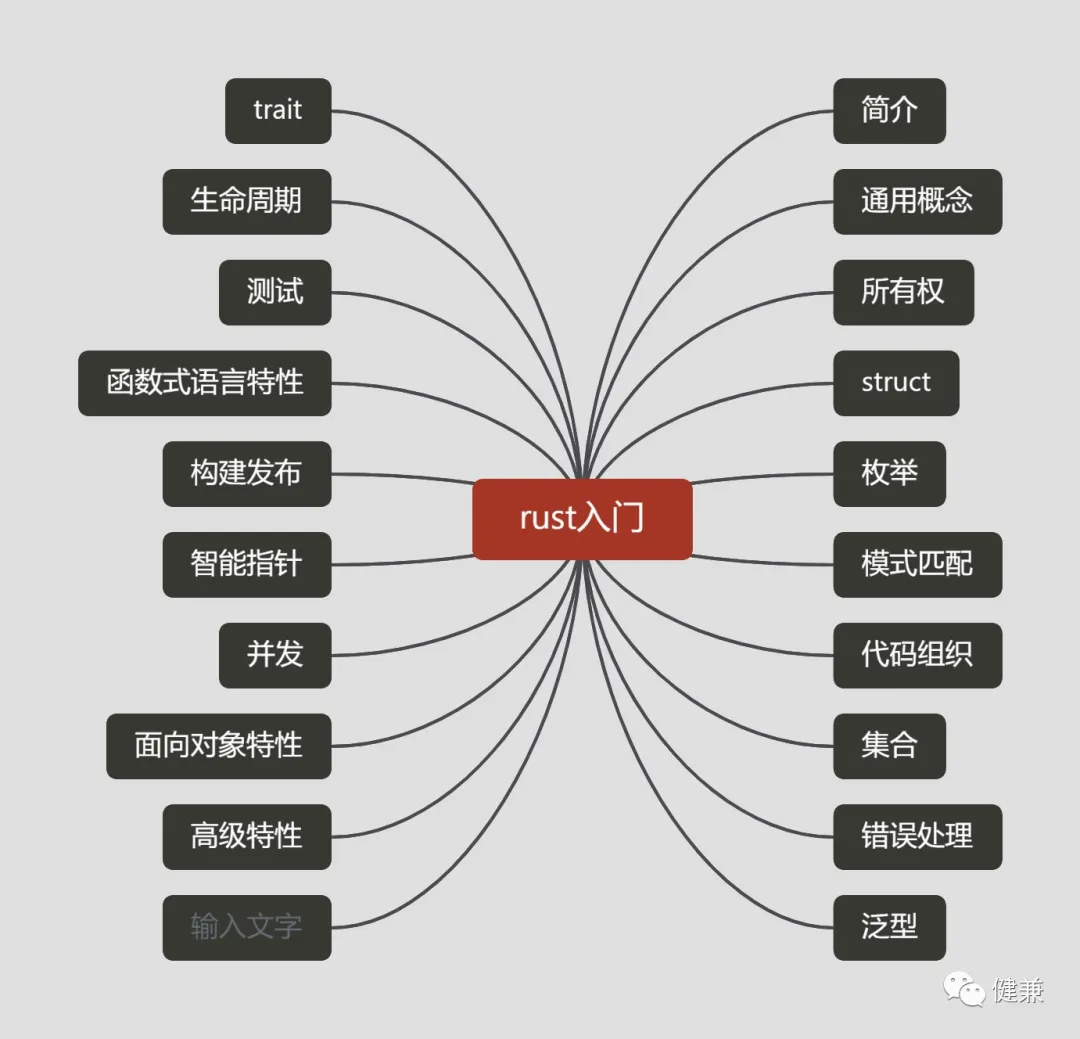 trait
生命周期
测试
函数式语言特性
构建发布
智能指针
并发
面向对象特性
高级特性
输入文字
rust入门
简介
通用概念
所有权
struct
枚举
模式匹配
代码组织
集合
错误处理
泛型
健兼